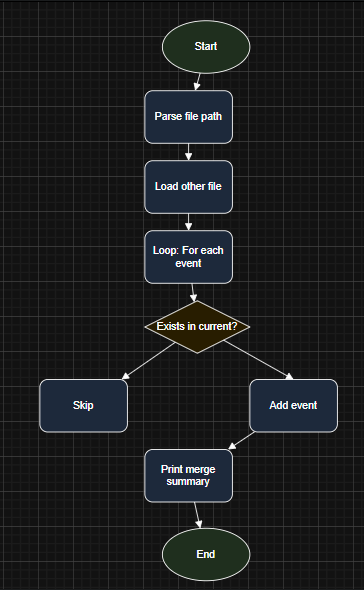 Start
Parse file path
Load other file
Loop: For each
event
Exists in current?
Skip
Add event
Print merge
summary
End